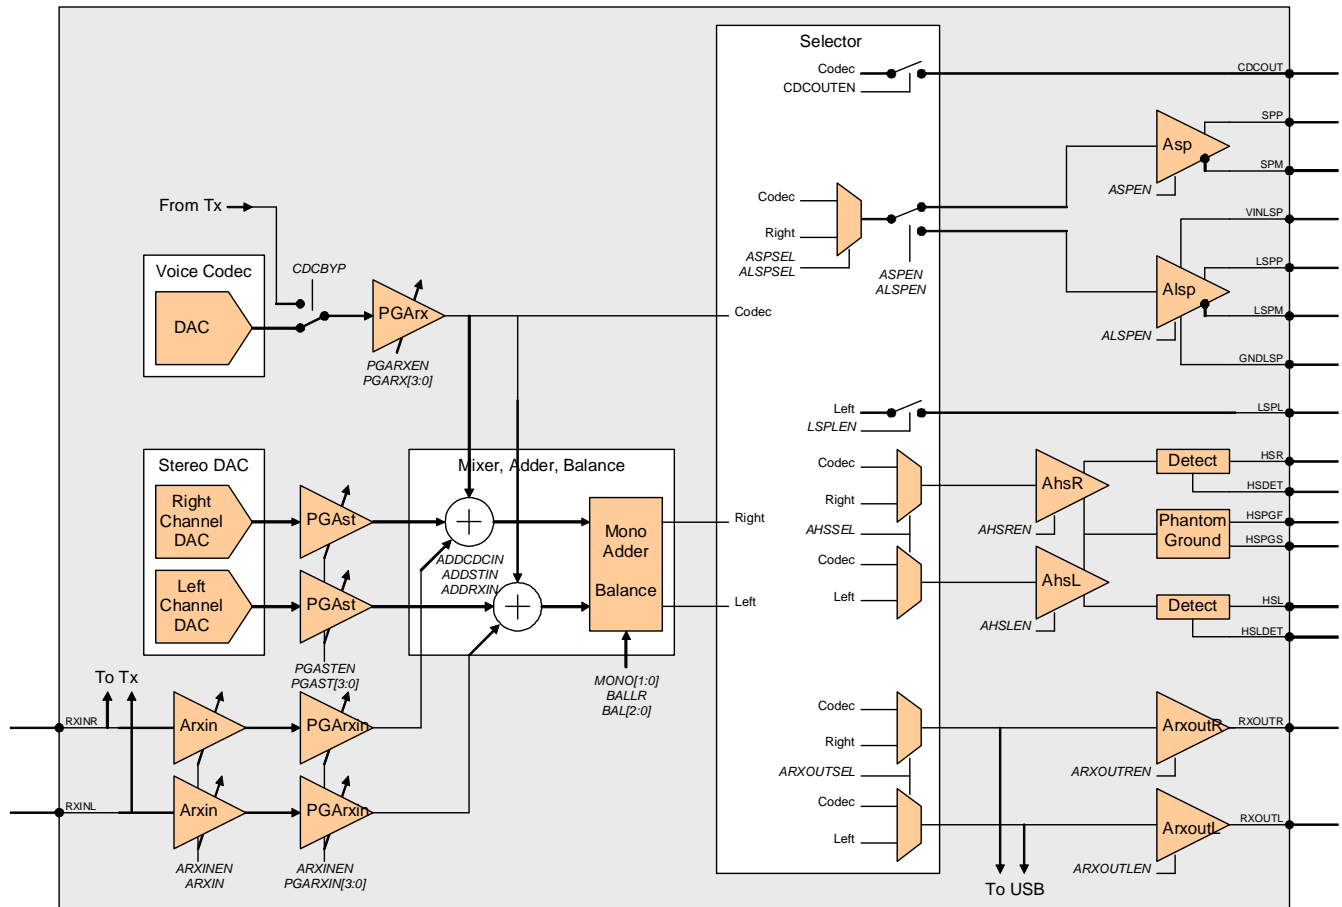 Selector
Codec
CDCOUTEN
CDCOUT
SPP
Asp
SPM
ASPEN
From Tx
Codec
Right
ASPSEL
ALSPSEL
ASPEN
ALSPEN
VINLSP
LSPP
Alsp
LSPM
ALSPEN
GNDLSP
Voice Codec
DAC
CDCBYP
PGArx
PGARXEN
PGARX[3:0]
Codec
Left
LSPLEN
LSPL
Stereo DAC
Right
Channel
DAC
Left
Channel
DAC
PGAst
PGAst
PGASTEN
PGAST[3:0]
Mixer, Adder, Balance
ADDCDCIN
ADDSTIN
ADDRXIN
Mono
Adder
Balance
MONO[1:0]
BALLR
BAL[2:0]
Right
Left
Codec
Right
AHSSEL
Codec
Left
AhsR
AHSREN
AhsL
AHSLEN
Detect
HSR
HSDET
Phantom
Ground
HSPGF
HSPGS
Detect
HSL
HSLDET
To Tx
RXINR
Arxin
PGArxin
RXINL
Arxin
PGArxin
ARXINEN
ARXIN
ARXINEN
PGARXIN[3:0]
Codec
Right
ARXOUTSEL
Codec
Left
ArxoutR
RXOUTR
ARXOUTREN
ArxoutL
RXOUTL
ARXOUTLEN
To USB